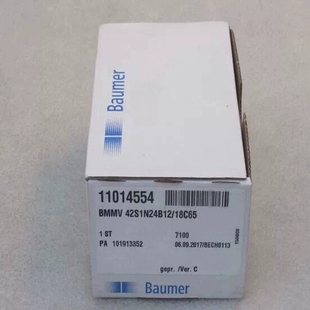 Baumer
11014554
BMMV 42S1N24B12/18C65
1 ST 7100
PA 101913352 06.09.2017/BECH0113
gepr. /Ver. C
Baumer